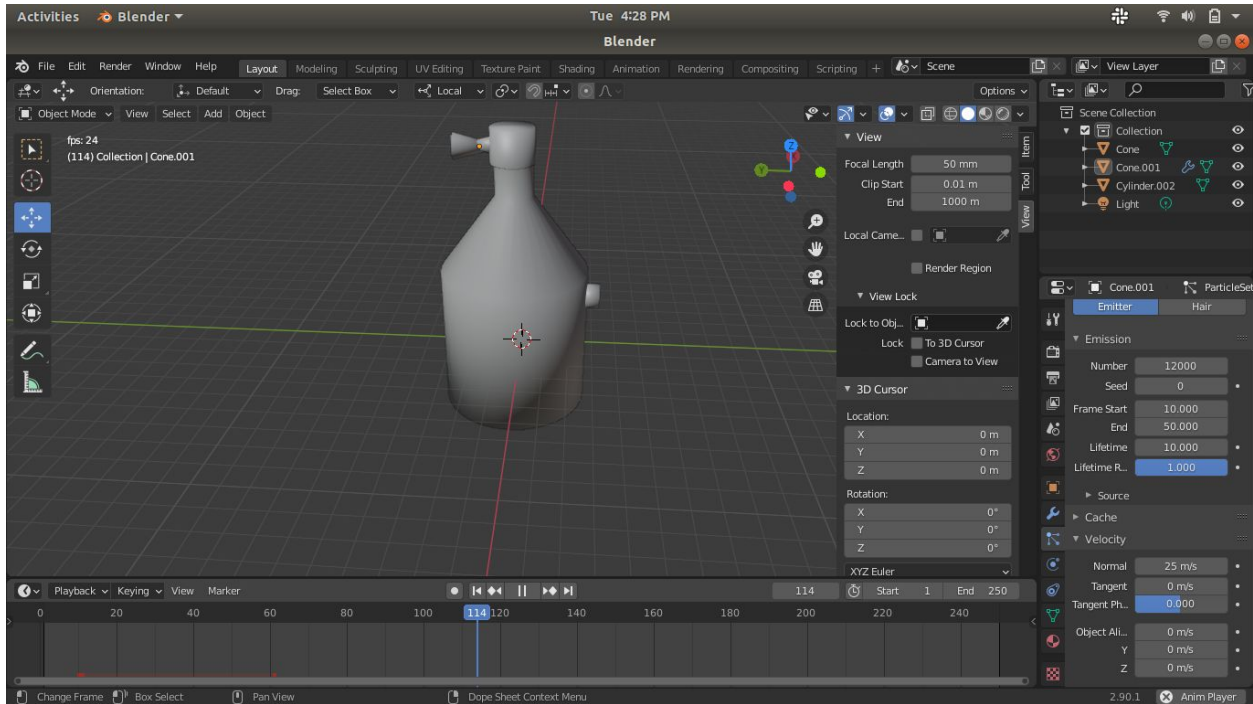 Activities Blender Tue 4:28 PM
Blender
File Edit Render Window Help Layout Modeling Sculpting UV Editing Texture Paint Shading Animation Rendering Compositing Scripting + Scene View Layer
Orientation: Default Drag: Select Box Local Options
Object Mode View Select Add Object
fps: 24
(114) Collection | Cone.001
Z
Y
View
Focal Length 50 mm
Clip Start 0.01 m
End 1000 m
Local Came...
Render Region
View Lock
Lock to Obj...
Lock To 3D Cursor
Camera to View
3D Cursor
Location:
X 0 m
Y 0 m
Z 0 m
Rotation:
X 0°
Y 0°
Z 0°
XYZ Euler
Item
Tool
View
Scene Collection
Collection
Cone
Cone.001
Cylinder.002
Light
Cone.001 ParticleSet
Emitter Hair
Emission
Number 12000
Seed 0
Frame Start 10.000
End 50.000
Lifetime 10.000
Lifetime R... 1.000
Source
Cache
Velocity
Normal 25 m/s
Tangent 0 m/s
Tangent Ph... 0.000
Object Ali... 0 m/s
Y 0 m/s
Z 0 m/s
Playback Keying View Marker 114 Start 1 End 250
0 20 40 60 80 100 114 120 140 160 180 200 220 240
Change Frame Box Select Pan View Dope Sheet Context Menu 2.90.1 Anim Player